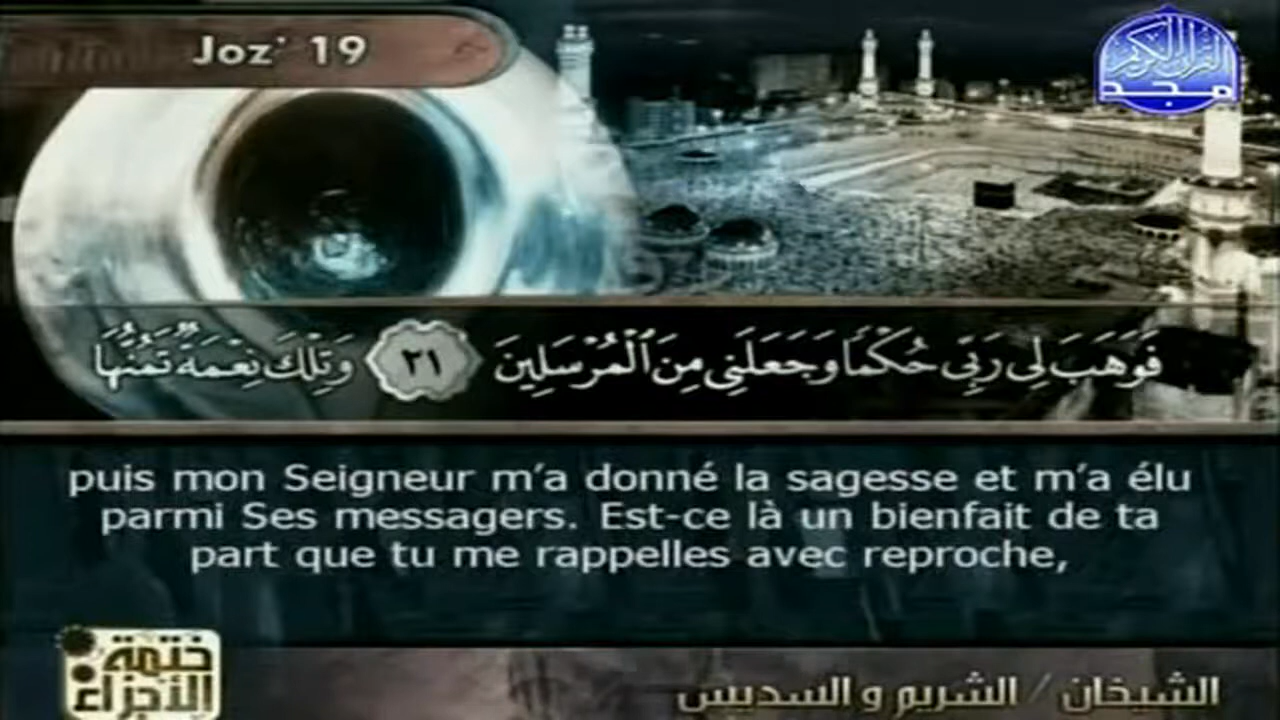 Joz' 19
القرآن الكريم
مجد
فَوَهَبَ لِى رَبِّى حُكْمًا وَجَعَلَنِى مِنَ ٱلْمُرْسَلِينَ ٢١ وَتِلْكَ نِعْمَةٌ تَمُنُّهَا
puis mon Seigneur m’a donné la sagesse et m’a élu
parmi Ses messagers. Est-ce là un bienfait de ta
part que tu me rappelles avec reproche,
ختمة
الأجزاء
الشيخان / الشريم و السديس